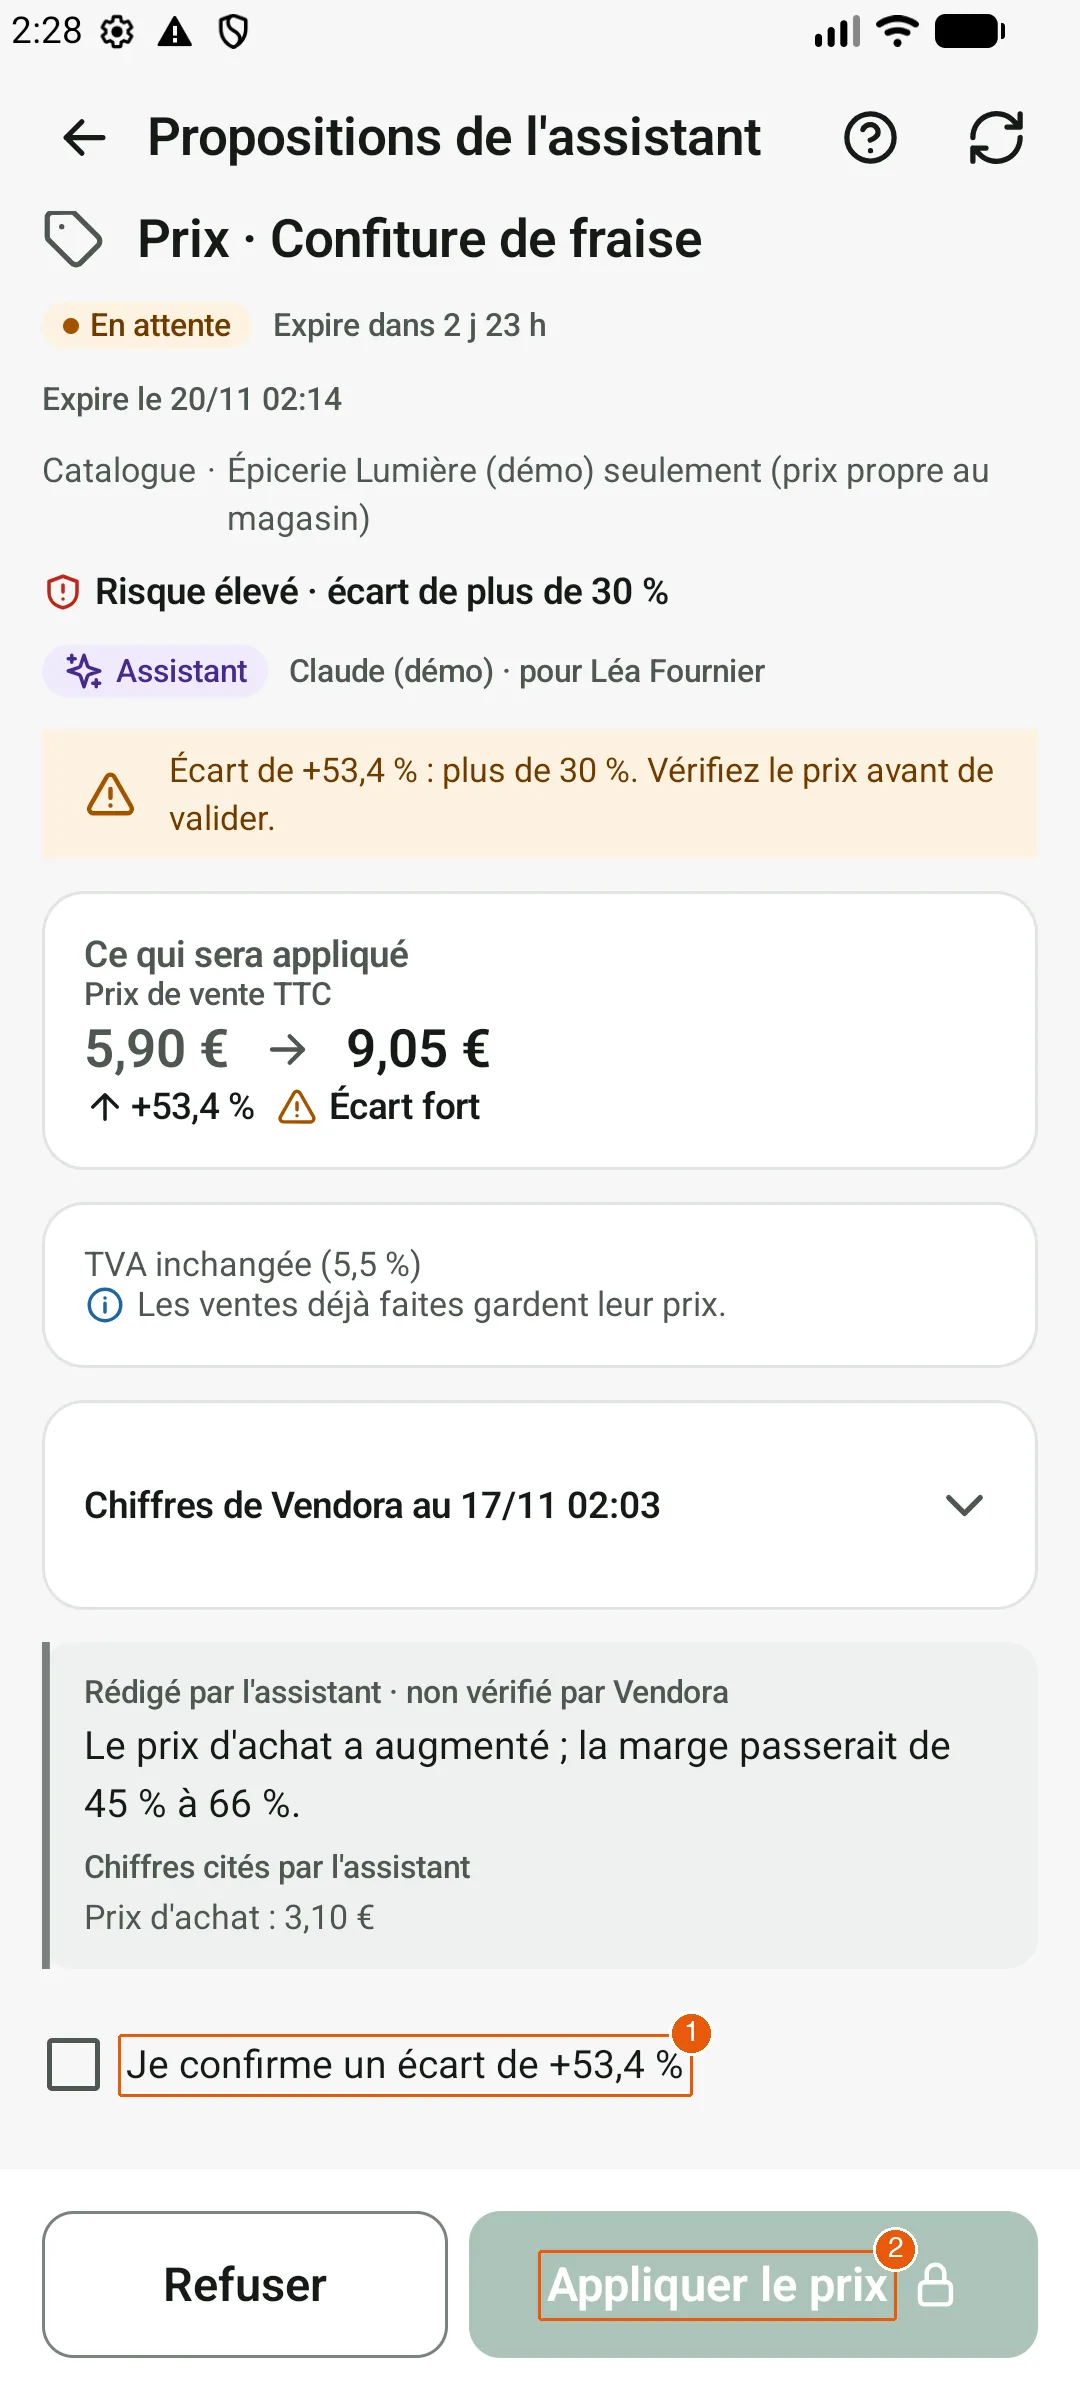 2:28
Propositions de l'assistant
Prix · Confiture de fraise
En attente Expire dans 2 j 23 h
Expire le 20/11 02:14
Catalogue · Épicerie Lumière (démo) seulement (prix propre au
magasin)
Risque élevé · écart de plus de 30 %
Assistant Claude (démo) · pour Léa Fournier
Écart de +53,4 % : plus de 30 %. Vérifiez le prix avant de
valider.
Ce qui sera appliqué
Prix de vente TTC
5,90 € → 9,05 €
↑ +53,4 % Écart fort
TVA inchangée (5,5 %)
Les ventes déjà faites gardent leur prix.
Chiffres de Vendora au 17/11 02:03
Rédigé par l'assistant · non vérifié par Vendora
Le prix d'achat a augmenté ; la marge passerait de
45 % à 66 %.
Chiffres cités par l'assistant
Prix d'achat : 3,10 €
Je confirme un écart de +53,4 % 1
Refuser
Appliquer le prix 2